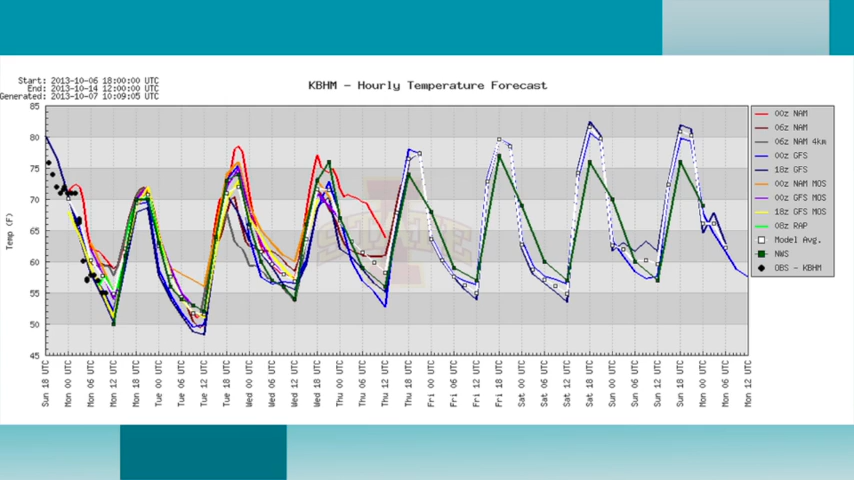 Start: 2013-10-06 18:00:00 UTC
End: 2013-10-14 12:00:00 UTC
Generated: 2013-10-07 10:09:05 UTC
KBHM - Hourly Temperature Forecast
85
80
75
70
65
60
55
50
45
Temp (F)
Sun 18 UTC
Mon 00 UTC
Mon 06 UTC
Mon 12 UTC
Mon 18 UTC
Tue 00 UTC
Tue 06 UTC
Tue 12 UTC
Tue 18 UTC
Wed 00 UTC
Wed 06 UTC
Wed 12 UTC
Wed 18 UTC
Thu 00 UTC
Thu 06 UTC
Thu 12 UTC
Thu 18 UTC
Fri 00 UTC
Fri 06 UTC
Fri 12 UTC
Fri 18 UTC
Sat 00 UTC
Sat 06 UTC
Sat 12 UTC
Sat 18 UTC
Sun 00 UTC
Sun 06 UTC
Sun 12 UTC
Sun 18 UTC
Mon 00 UTC
Mon 06 UTC
Mon 12 UTC
00z NAM
06z NAM
06z NAM 4km
00z GFS
18z GFS
00z NAM MOS
00z GFS MOS
18z GFS MOS
08z RAP
Model Avg.
NWS
OBS - KBHM